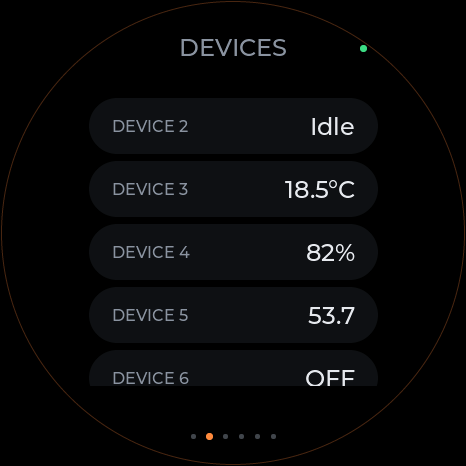 DEVICES
DEVICE 2 Idle
DEVICE 3 18.5°C
DEVICE 4 82%
DEVICE 5 53.7
DEVICE 6 OFF